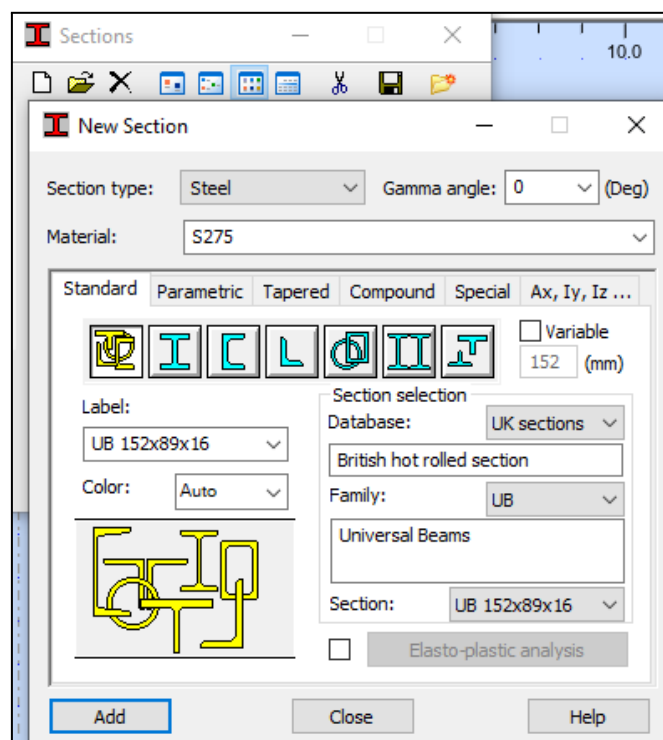 Sections
10.0
New Section
Section type: Steel Gamma angle: 0 (Deg)
Material: S275
Standard Parametric Tapered Compound Special Ax, Iy, Iz ...
Variable
152 (mm)
Label:
UB 152x89x16
Color: Auto
Section selection
Database: UK sections
British hot rolled section
Family: UB
Universal Beams
Section: UB 152x89x16
Elasto-plastic analysis
Add Close Help